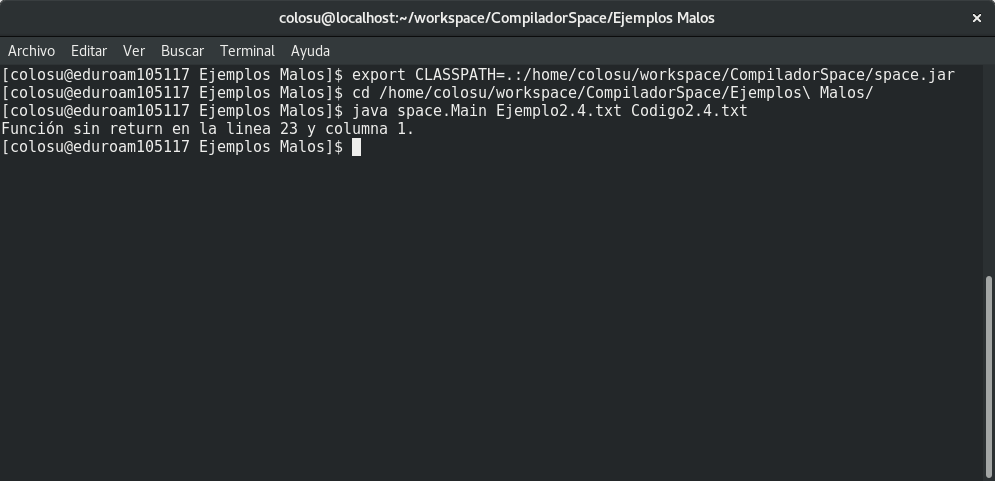 colosu@localhost:~/workspace/CompiladorSpace/Ejemplos Malos
×
Archivo Editar Ver Buscar Terminal Ayuda
[colosu@eduroam105117 Ejemplos Malos]$ export CLASSPATH=.:/home/colosu/workspace/CompiladorSpace/space.jar
[colosu@eduroam105117 Ejemplos Malos]$ cd /home/colosu/workspace/CompiladorSpace/Ejemplos\ Malos/
[colosu@eduroam105117 Ejemplos Malos]$ java space.Main Ejemplo2.4.txt Codigo2.4.txt
Función sin return en la linea 23 y columna 1.
[colosu@eduroam105117 Ejemplos Malos]$